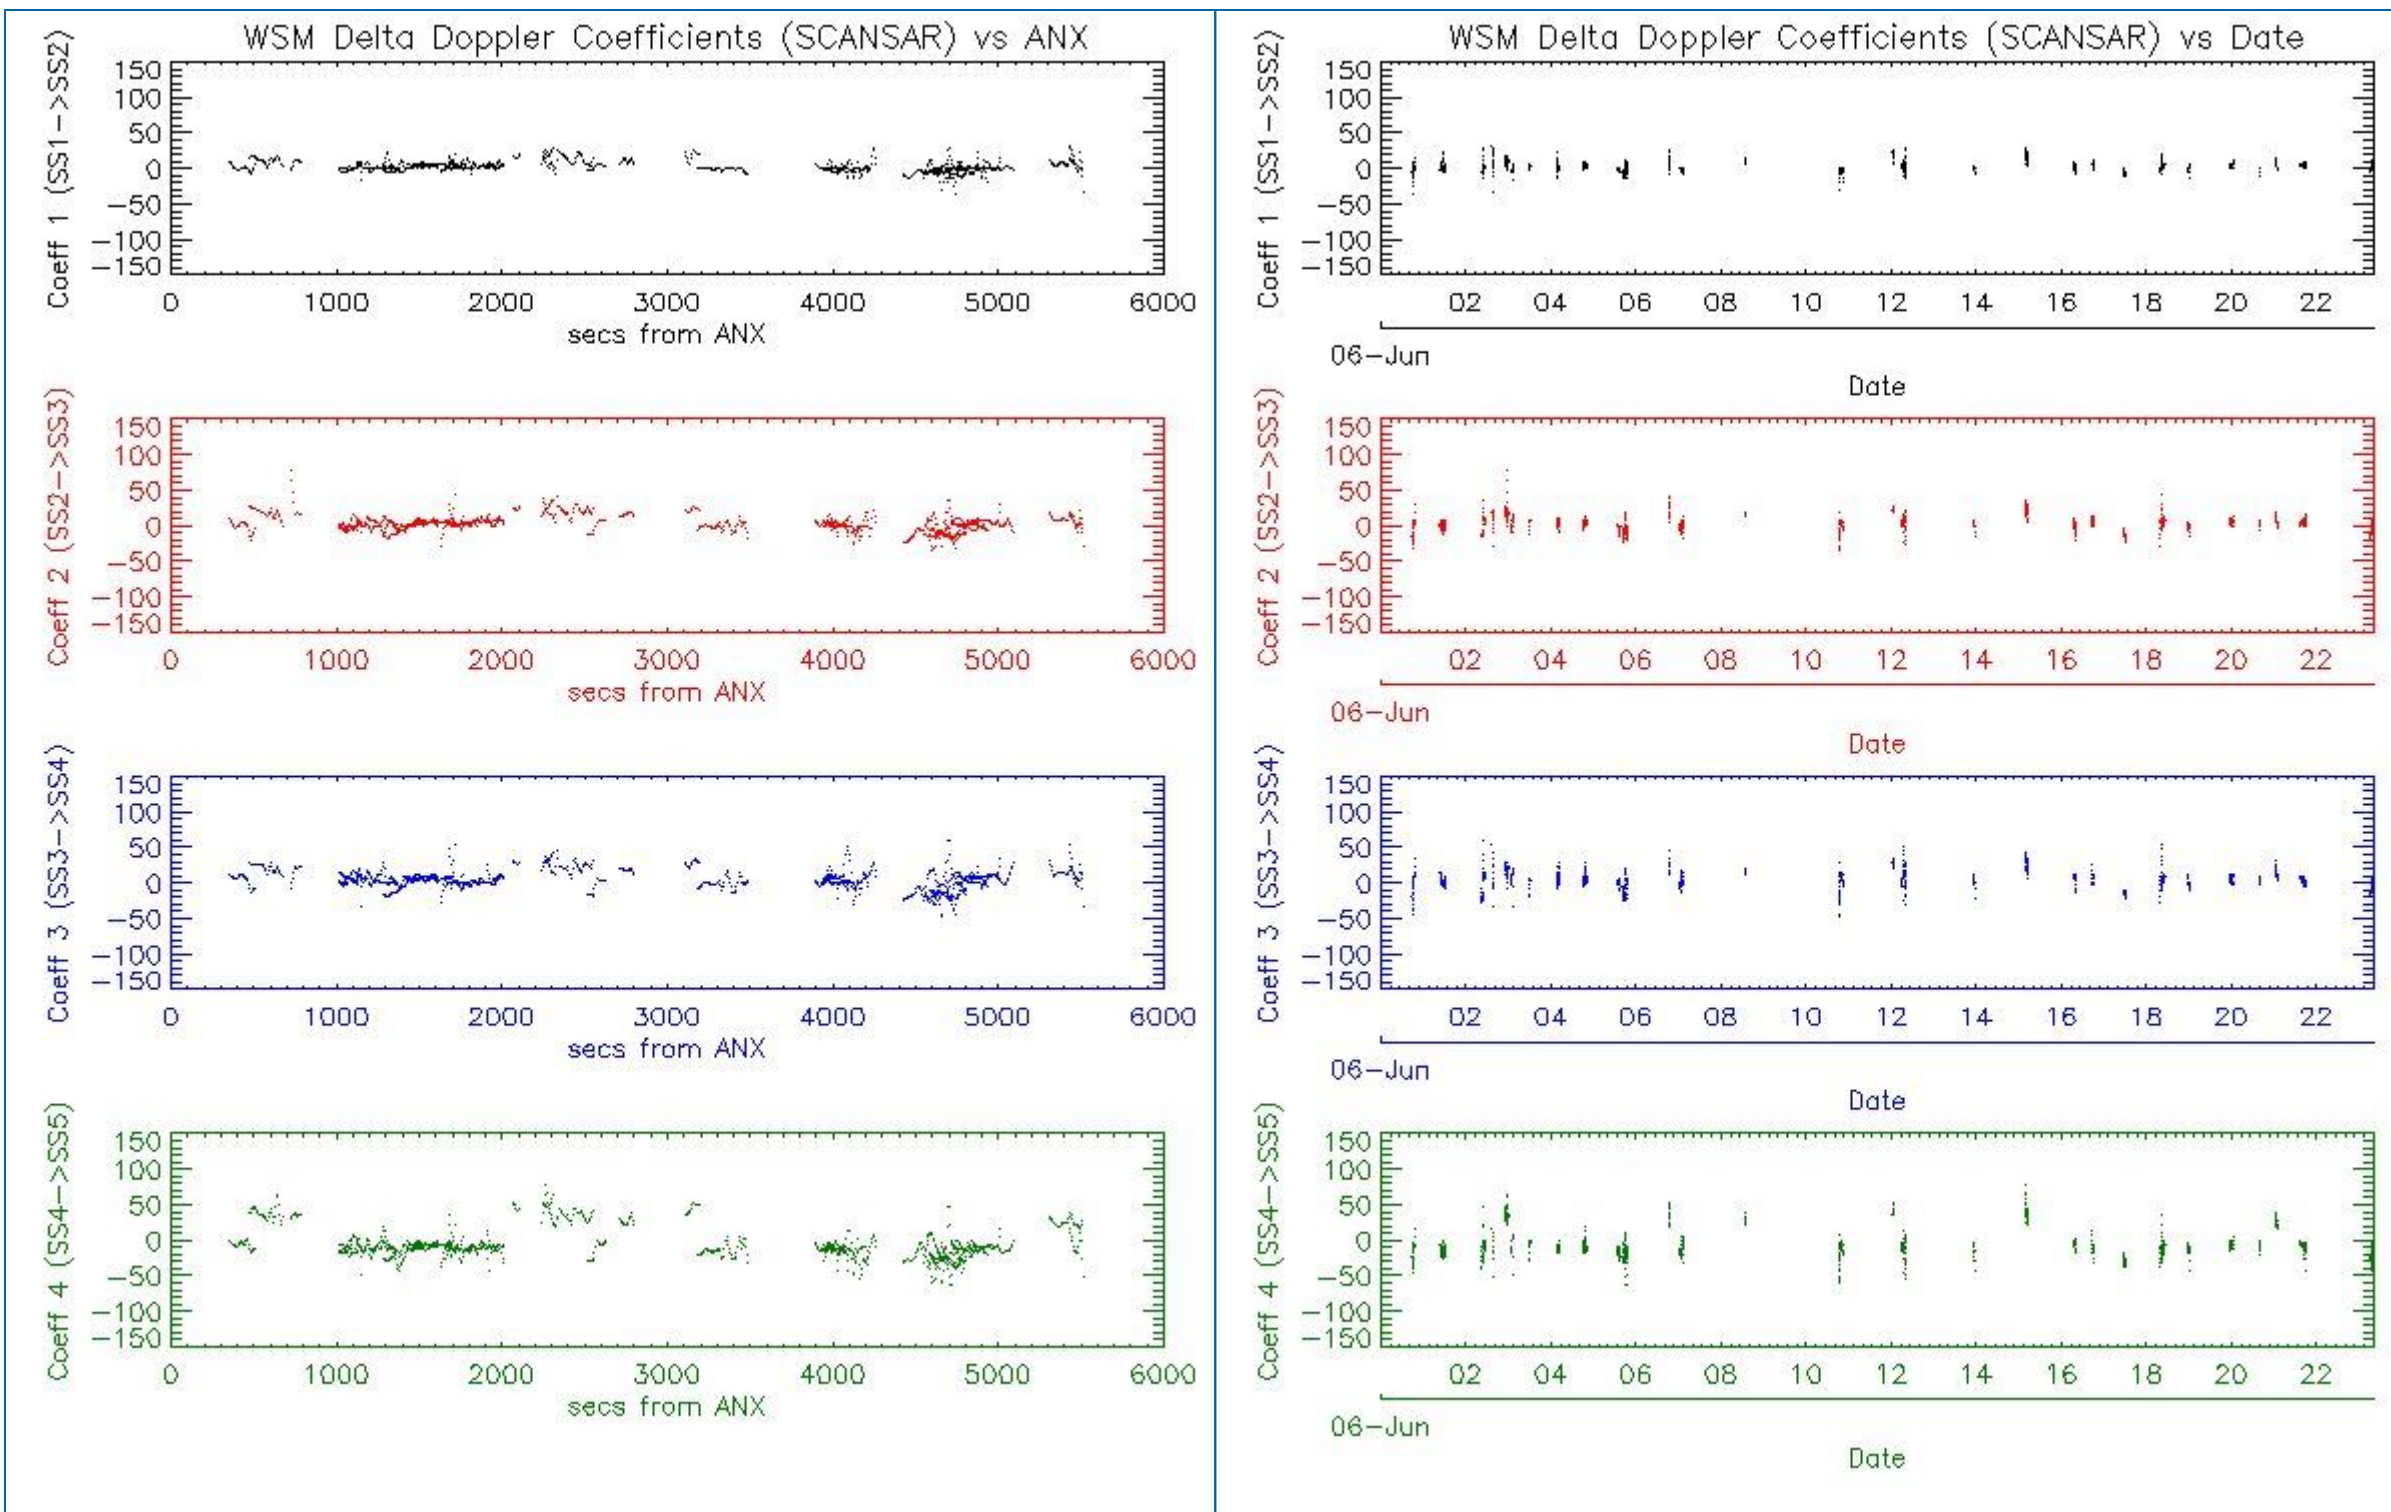 WSM Delta Doppler Coefficients (SCANSAR) vs ANX
Coeff 1 (SS1->SS2)
150
100
50
0
-50
-100
-150
0 1000 2000 3000 4000 5000 6000
secs from ANX
Coeff 2 (SS2->SS3)
150
100
50
0
-50
-100
-150
0 1000 2000 3000 4000 5000 6000
secs from ANX
Coeff 3 (SS3->SS4)
150
100
50
0
-50
-100
-150
0 1000 2000 3000 4000 5000 6000
secs from ANX
Coeff 4 (SS4->SS5)
150
100
50
0
-50
-100
-150
0 1000 2000 3000 4000 5000 6000
secs from ANX
WSM Delta Doppler Coefficients (SCANSAR) vs Date
Coeff 1 (SS1->SS2)
150
100
50
0
-50
-100
-150
02 04 06 08 10 12 14 16 18 20 22
06-Jun
Date
Coeff 2 (SS2->SS3)
150
100
50
0
-50
-100
-150
02 04 06 08 10 12 14 16 18 20 22
06-Jun
Date
Coeff 3 (SS3->SS4)
150
100
50
0
-50
-100
-150
02 04 06 08 10 12 14 16 18 20 22
06-Jun
Date
Coeff 4 (SS4->SS5)
150
100
50
0
-50
-100
-150
02 04 06 08 10 12 14 16 18 20 22
06-Jun
Date